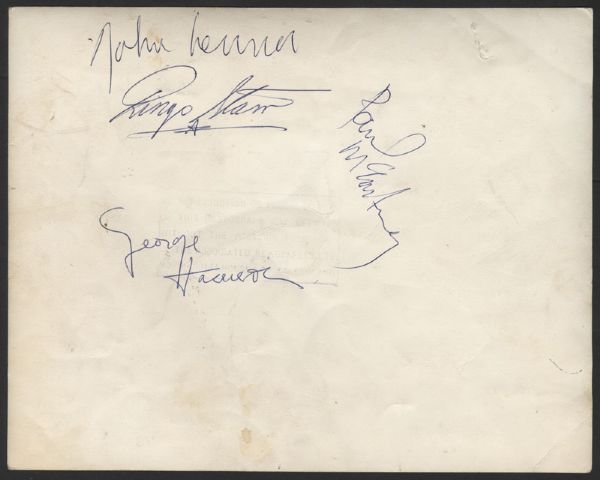 John Lennon
Ringo Starr
Paul
McCartney
George
Harrison